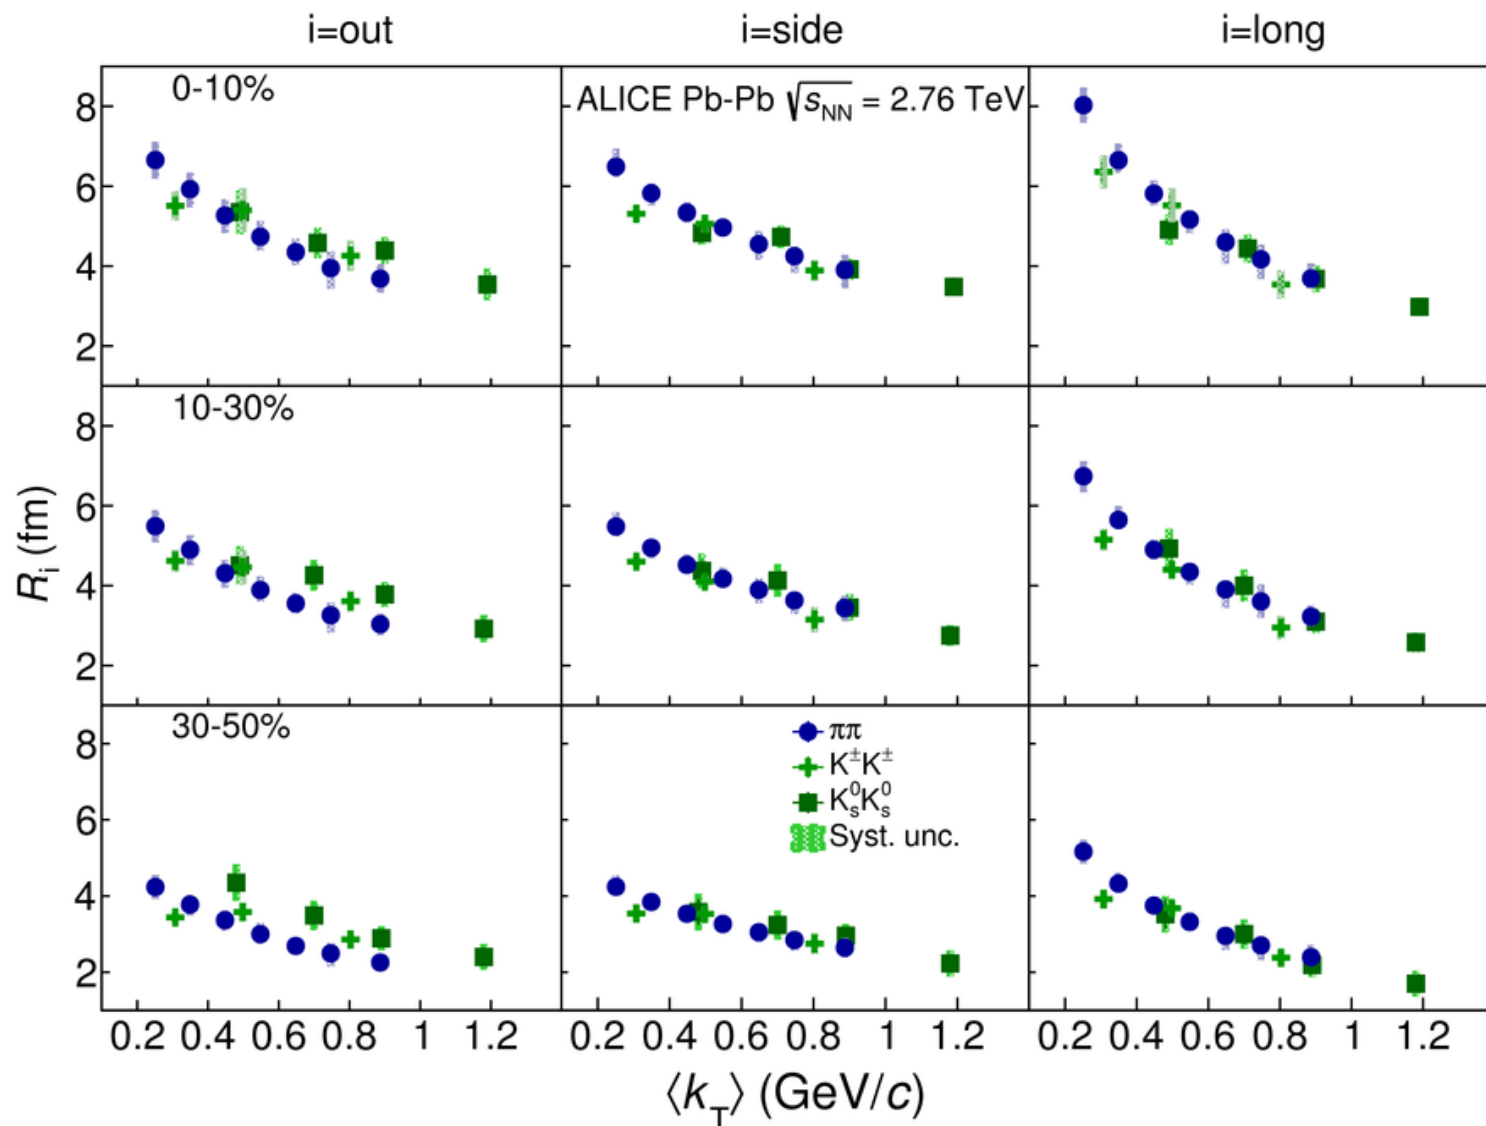 i=out i=side i=long
0-10%
ALICE Pb-Pb √sNN = 2.76 TeV
8
6
4
2
10-30%
8
6
4
2
Ri (fm)
30-50%
8
6
4
2
ππ
K±K±
K0sK0s
Syst. unc.
0.2 0.4 0.6 0.8 1 1.2 0.2 0.4 0.6 0.8 1 1.2 0.2 0.4 0.6 0.8 1 1.2
⟨kT⟩ (GeV/c)